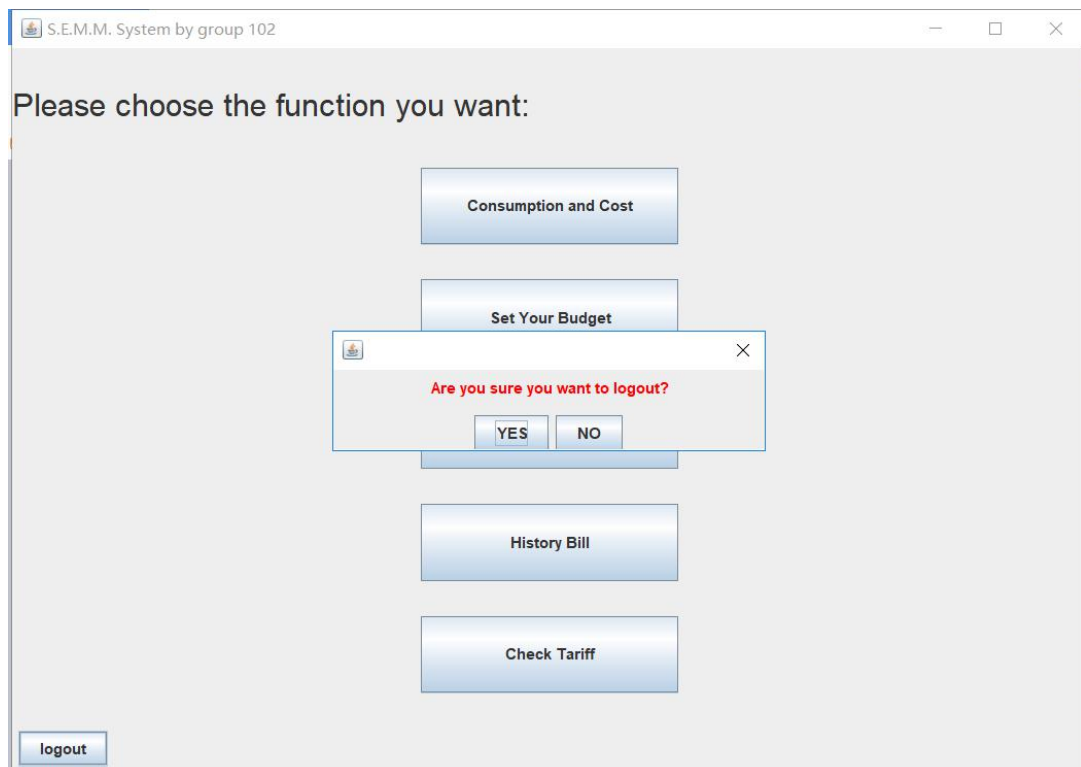 S.E.M.M. System by group 102
Please choose the function you want:
Consumption and Cost
Set Your Budget
Are you sure you want to logout?
YES NO
History Bill
Check Tariff
logout